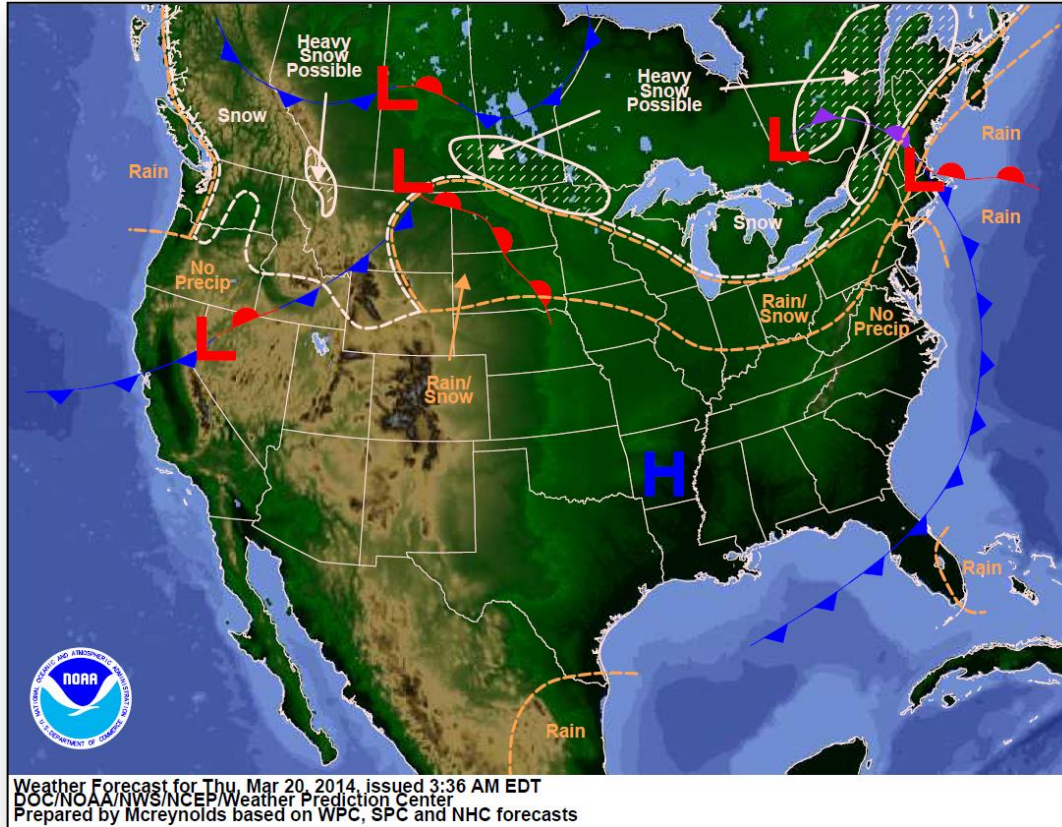 Heavy
Snow
Possible
Heavy
Snow
Possible
Snow
Rain
Rain
Rain
Snow
No
Precip
Rain/
Snow
No
Precip
Rain/
Snow
Rain
Rain
L
L
L
L
L
H
NATIONAL OCEANIC AND ATMOSPHERIC ADMINISTRATION
NOAA
U.S. DEPARTMENT OF COMMERCE
Weather Forecast for Thu, Mar 20, 2014, issued 3:36 AM EDT
DOC/NOAA/NWS/NCEP/Weather Prediction Center
Prepared by Mcreynolds based on WPC, SPC and NHC forecasts